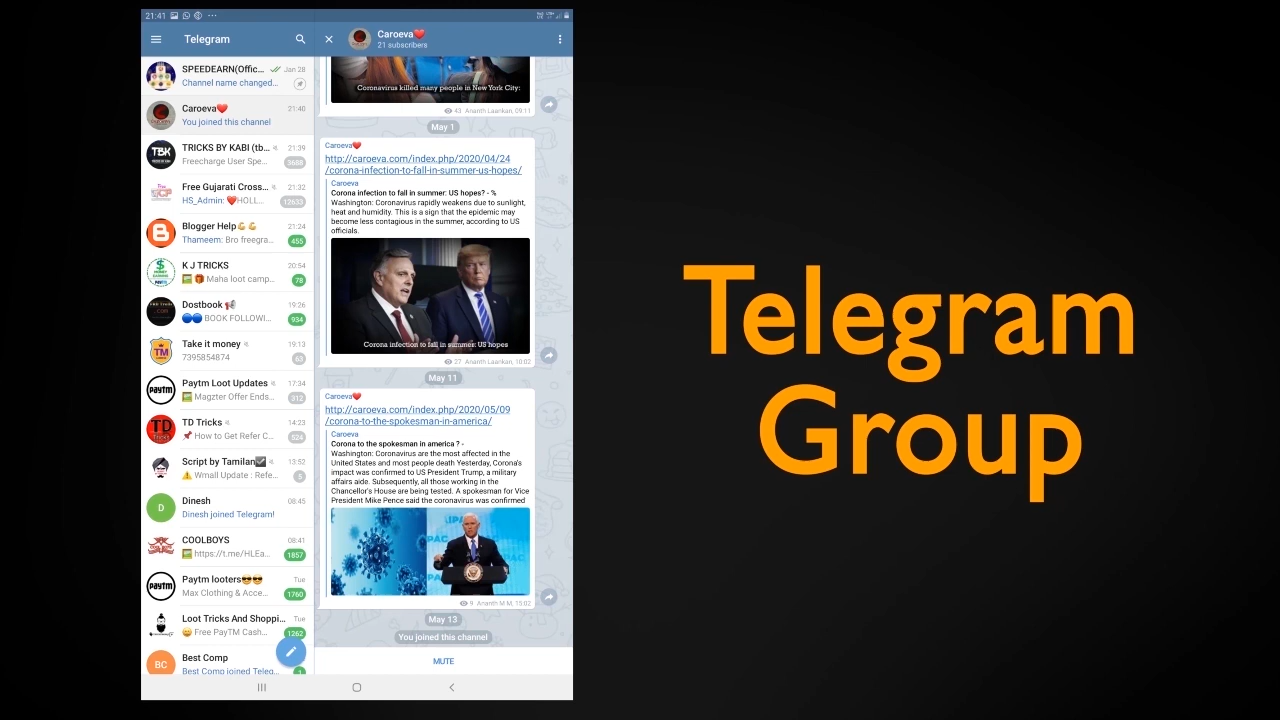 21:41
Telegram
SPEEDEARN(Offic... Jan 28
Channel name changed...
Caroeva❤️ 21:40
You joined this channel
TRICKS BY KABI (tb... 21:39
Freecharge User Spe... 3688
Free Gujarati Cross... 21:32
HS_Admin: ❤️HOLL... 12633
Blogger Help💪💪 21:24
Thameem: Bro freegra... 455
K J TRICKS 20:54
🎁 Maha loot camp... 78
Dostbook 📢 19:26
🔵🔵 BOOK FOLLOWI... 934
Take it money 19:13
7395854874 63
Paytm Loot Updates 17:34
Magzter Offer Ends... 312
TD Tricks 14:23
📌 How to Get Refer C... 524
Script by Tamilan☑️ 13:52
⚠️ Wmall Update : Refe... 5
D
Dinesh 08:45
Dinesh joined Telegram!
COOLBOYS 08:41
https://t.me/HLEa... 1857
Paytm looters😎😎 Tue
Max Clothing & Acce... 1760
Loot Tricks And Shoppi... Tue
😀 Free PayTM Cash... 1262
BC
Best Comp
Best Comp joined Teleg... 1
Caroeva❤️
21 subscribers
Coronavirus killed many people in New York City:
43 Ananth Laankan, 09:11
May 1
Caroeva❤️
http://caroeva.com/index.php/2020/04/24
/corona-infection-to-fall-in-summer-us-hopes/
Caroeva
Corona infection to fall in summer: US hopes? - %
Washington: Coronavirus rapidly weakens due to sunlight,
heat and humidity. This is a sign that the epidemic may
become less contagious in the summer, according to US
officials.
Corona infection to fall in summer: US hopes
27 Ananth Laankan, 10:02
May 11
Caroeva❤️
http://caroeva.com/index.php/2020/05/09
/corona-to-the-spokesman-in-america/
Caroeva
Corona to the spokesman in america ? -
Washington: Coronavirus are the most affected in the
United States and most people death Yesterday, Corona's
impact was confirmed to US President Trump, a military
affairs aide. Subsequently, all those working in the
Chancellor's House are being tested. A spokesman for Vice
President Mike Pence said the coronavirus was confirmed
9 Ananth M M, 15:02
May 13
You joined this channel
MUTE
Telegram
Group